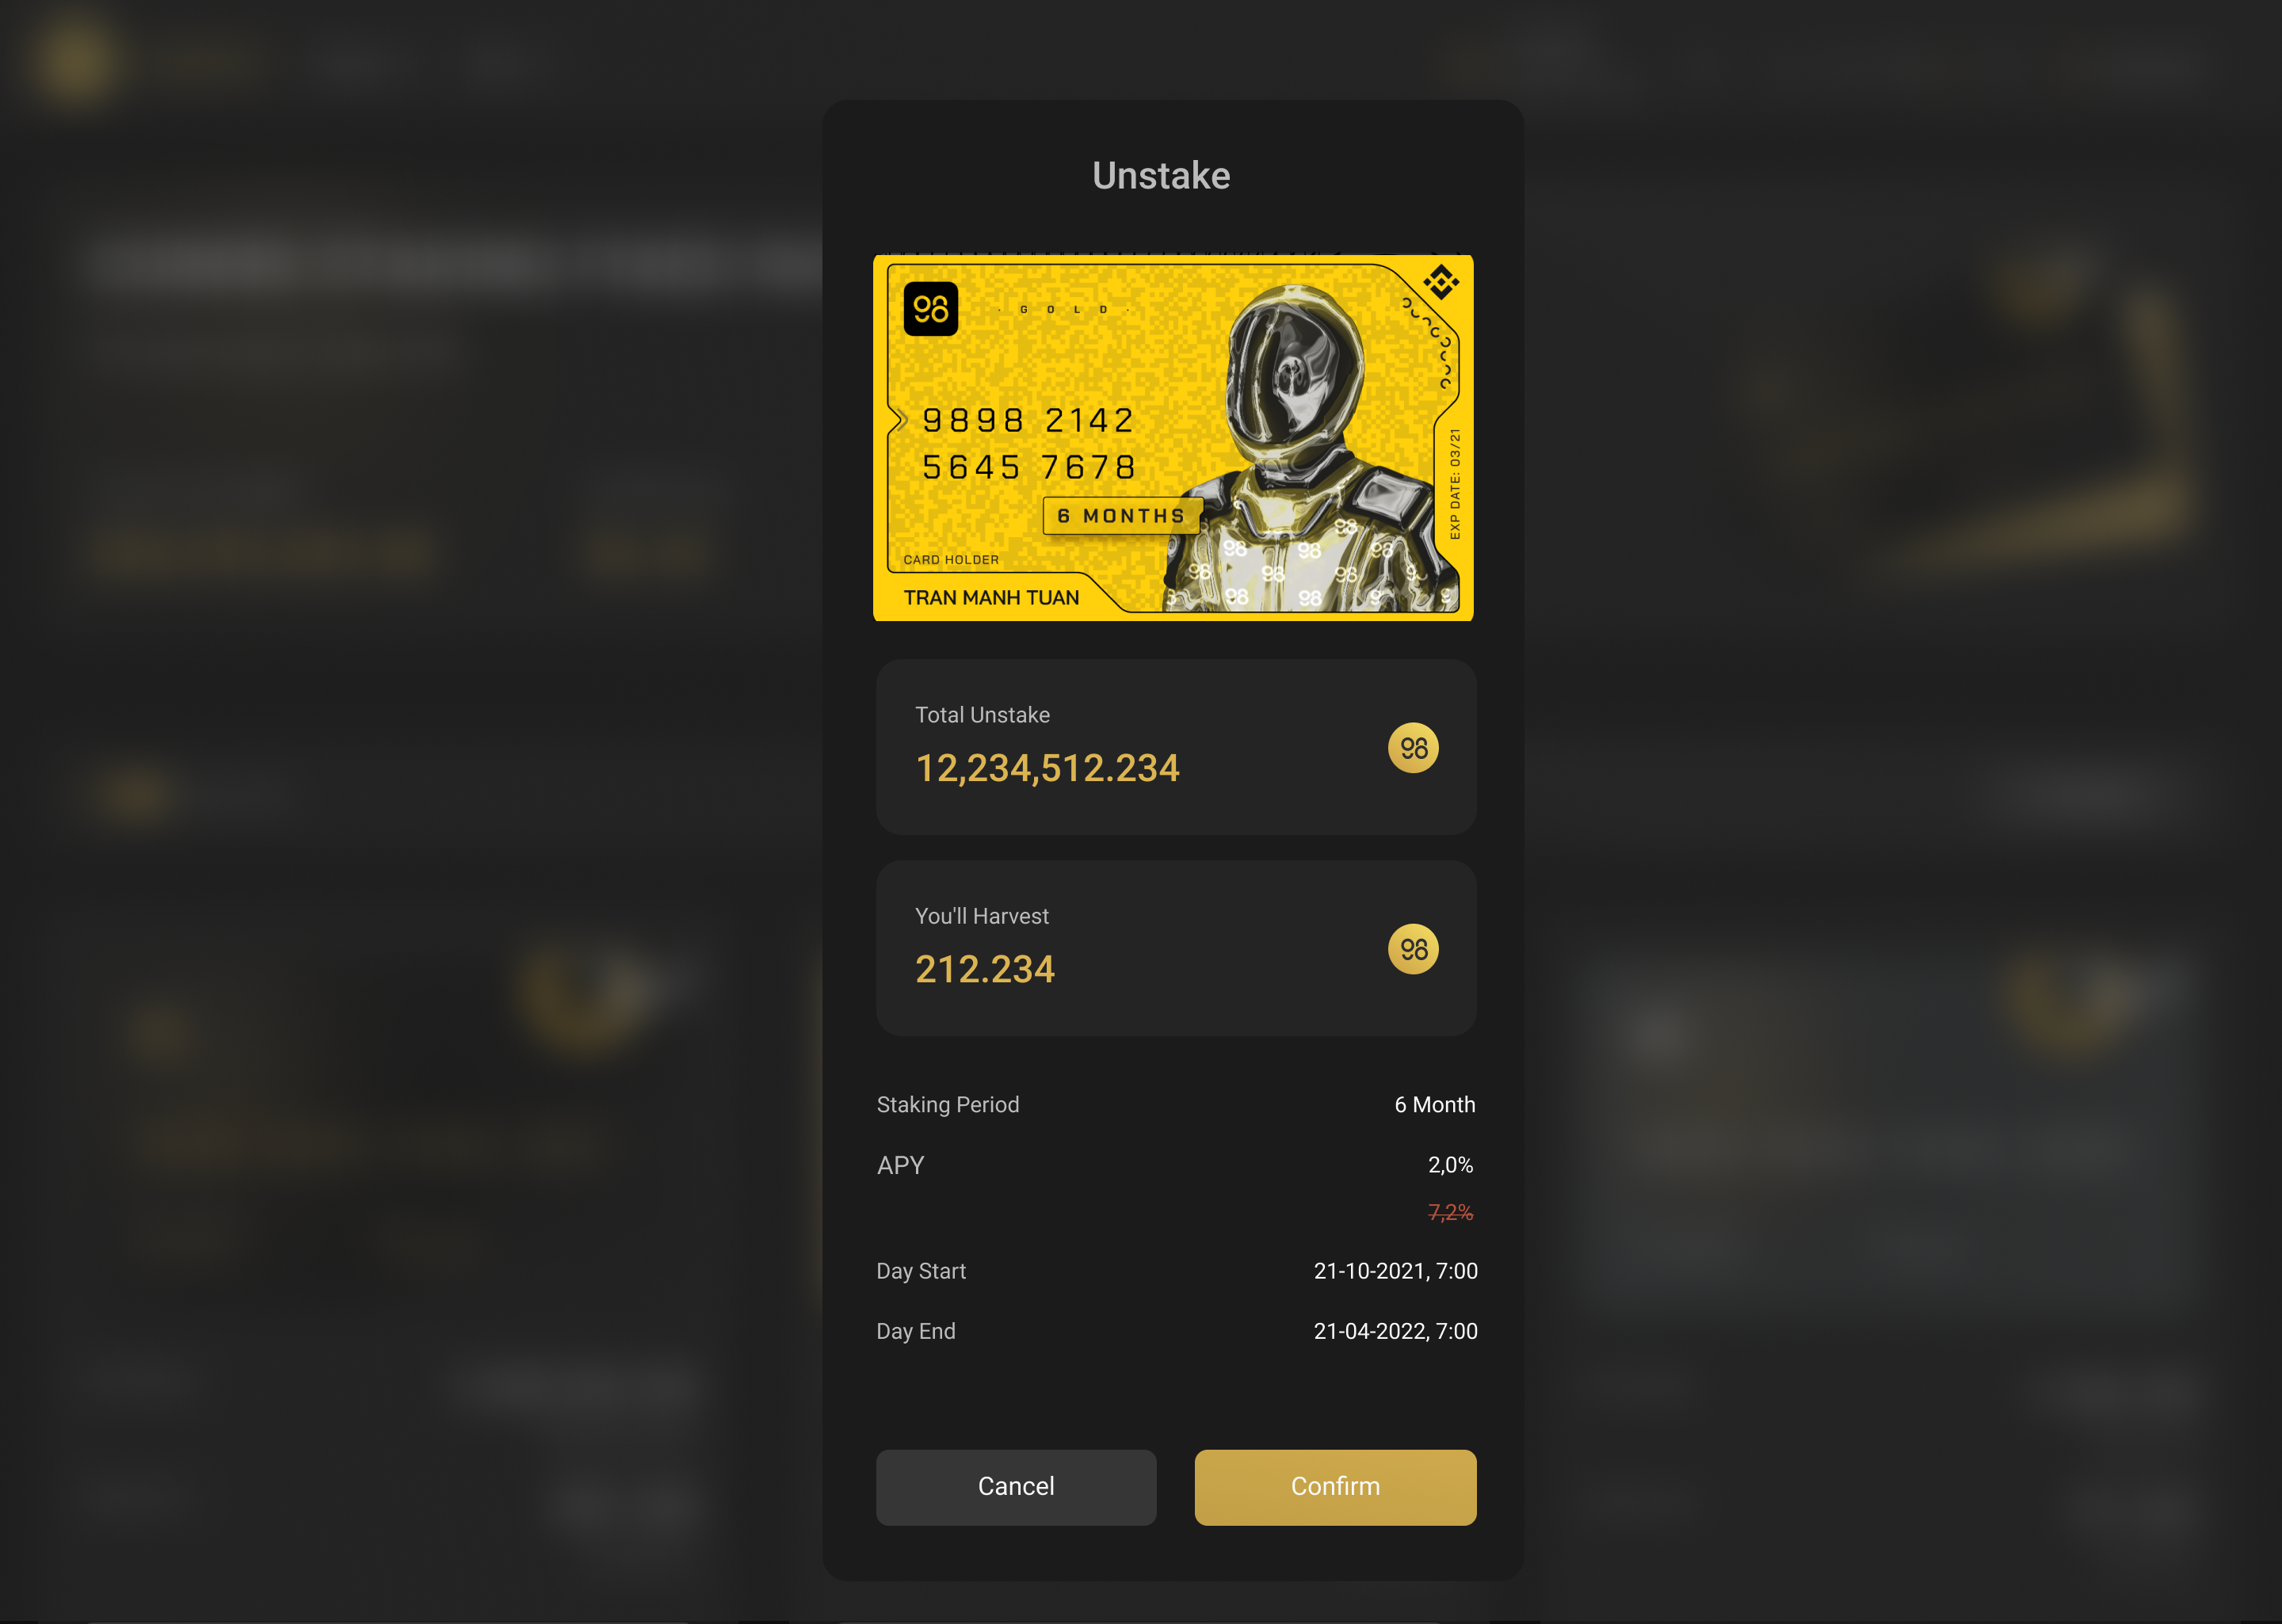 Unstake
98
· G O L D ·
9898 2142
5645 7678
6 MONTHS
EXP DATE: 03/21
CARD HOLDER
TRAN MANH TUAN
Total Unstake
12,234,512.234
98
You'll Harvest
212.234
98
Staking Period 6 Month
APY 2,0%
7,2%
Day Start 21-10-2021, 7:00
Day End 21-04-2022, 7:00
Cancel Confirm